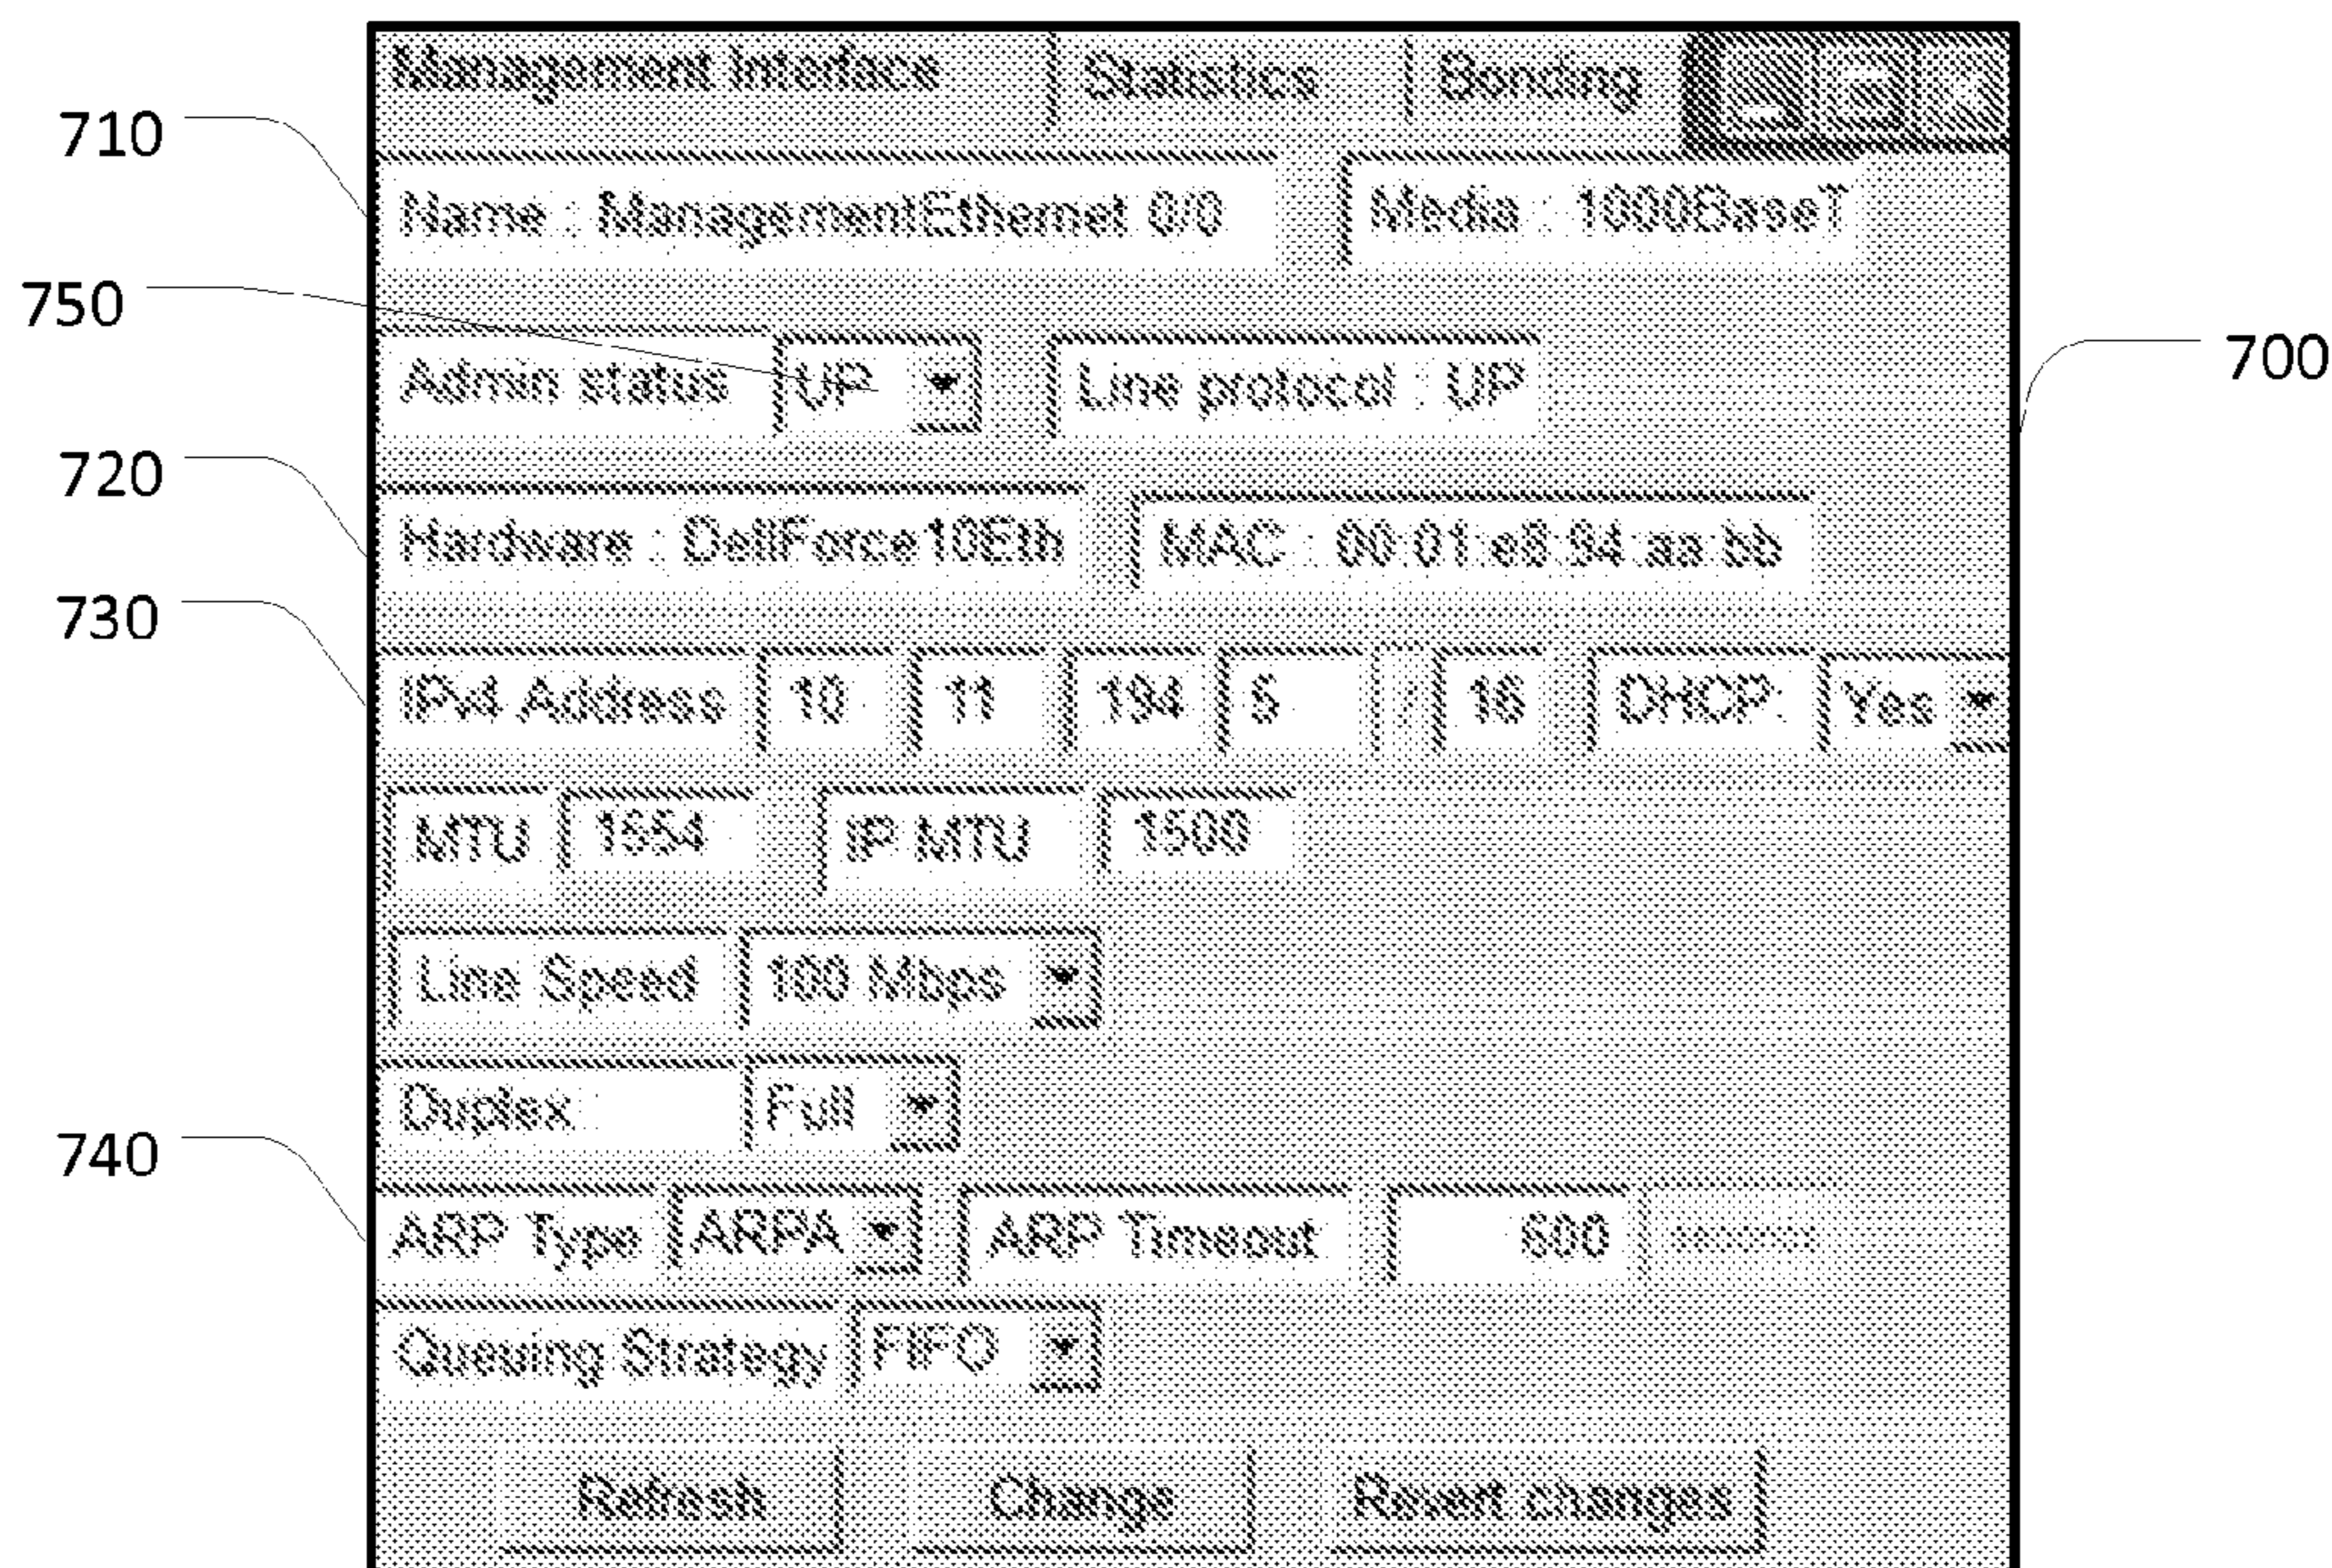 Management Interface Statistics Bonding
710
Name : ManagementEthernet 0/0 Media : 1000BaseT
750
Admin status UP Line protocol : UP
700
720
Hardware : DellForce10Eth MAC : 00:01:e8:94:aa:bb
730
IPv4 Address 10 11 194 5 / 16 DHCP: Yes
MTU 1554 IP MTU 1500
Line Speed 100 Mbps
Duplex Full
740
ARP Type ARPA ARP Timeout 600
Queuing Strategy FIFO
Refresh Change Revert changes